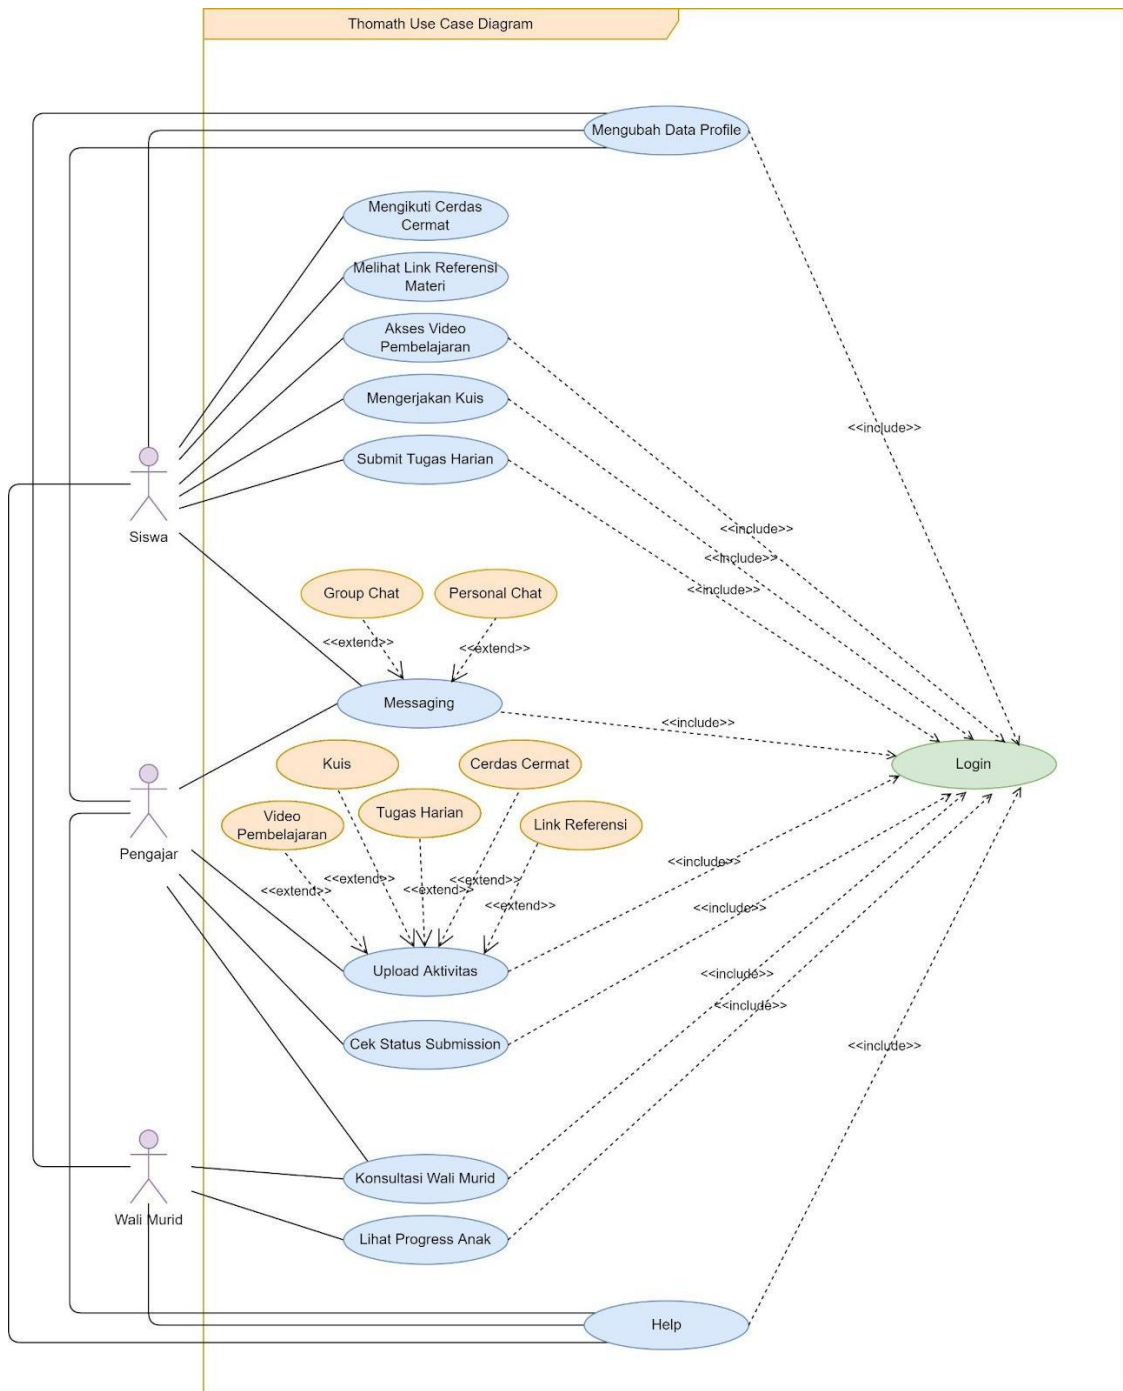 Thomath Use Case Diagram
Mengubah Data Profile
Mengikuti Cerdas
Cermat
Melihat Link Referensi
Materi
Akses Video
Pembelajaran
Mengerjakan Kuis
<<include>>
Submit Tugas Harian
Siswa
<<include>>
<<include>>
<<include>>
Group Chat
Personal Chat
<<extend>>
<<extend>>
Messaging
<<include>>
Kuis
Cerdas Cermat
Login
Video
Pembelajaran
Tugas Harian
Link Referensi
Pengajar
<<include>>
<<extend>>
<<extend>>
<<extend>>
<<extend>>
<<extend>>
<<include>>
Upload Aktivitas
<<include>>
<<include>>
Cek Status Submission
<<include>>
Konsultasi Wali Murid
Wali Murid
Lihat Progress Anak
Help